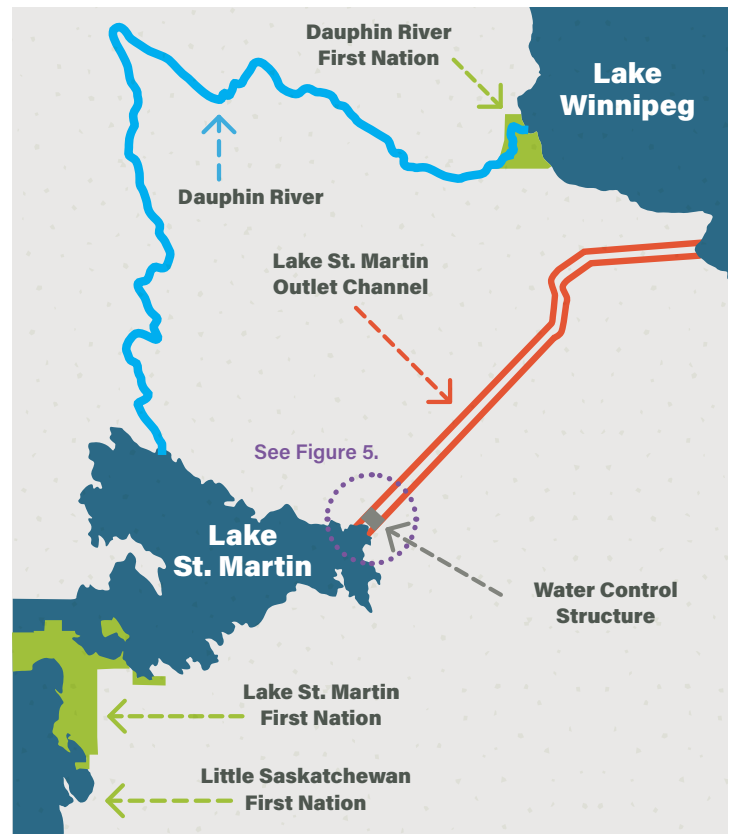 Dauphin River
First Nation
Lake
Winnipeg
Dauphin River
Lake St. Martin
Outlet Channel
See Figure 5.
Lake
St. Martin
Water Control
Structure
Lake St. Martin
First Nation
Little Saskatchewan
First Nation